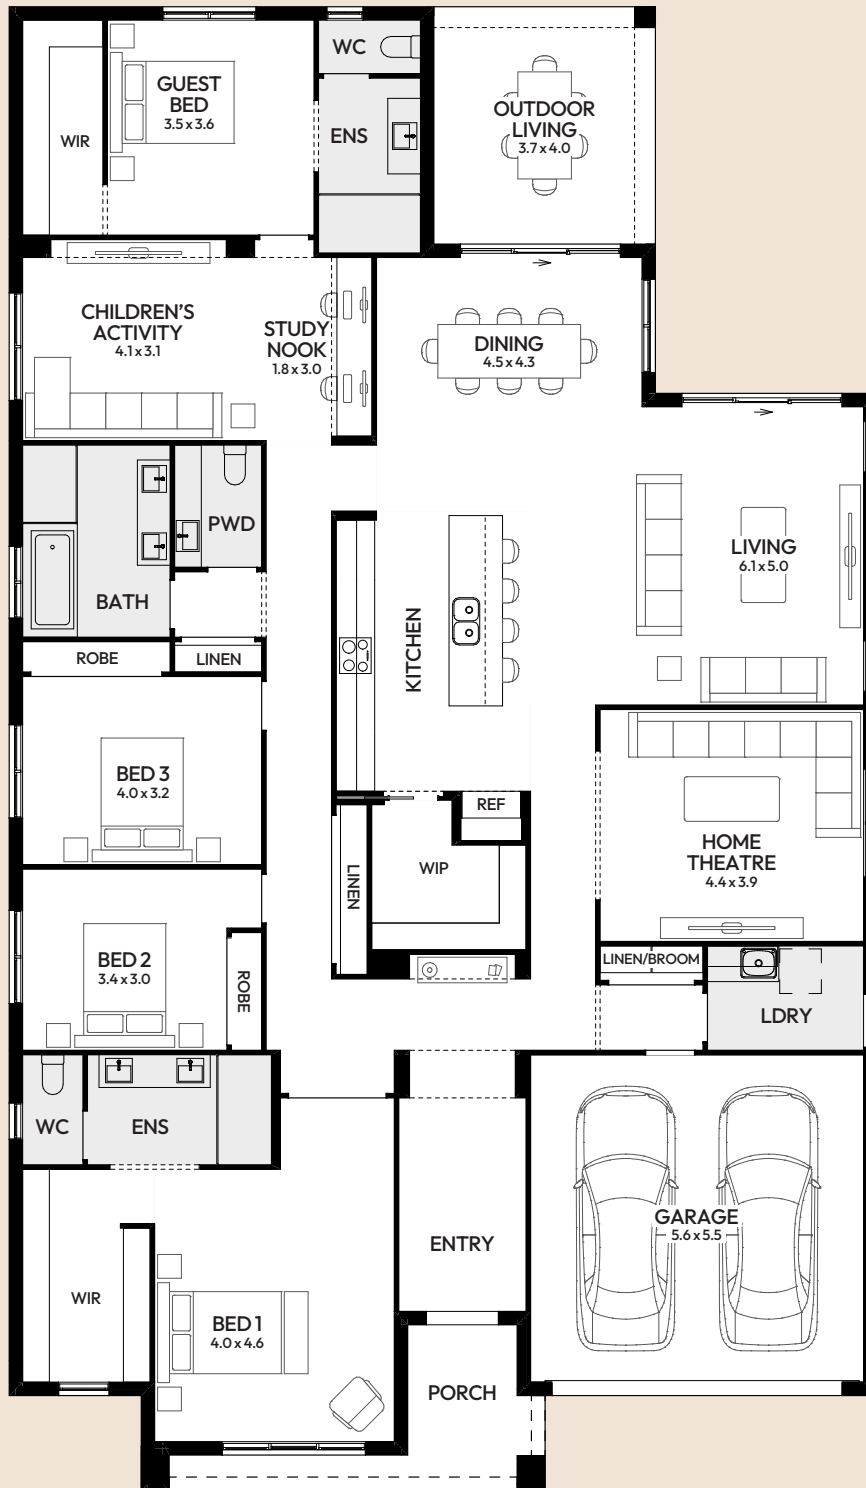 WC
GUEST
BED
3.5 x 3.6
WIR
ENS
OUTDOOR
LIVING
3.7 x 4.0
CHILDREN'S
ACTIVITY
4.1 x 3.1
STUDY
NOOK
1.8 x 3.0
DINING
4.5 x 4.3
PWD
BATH
LIVING
6.1 x 5.0
KITCHEN
ROBE
LINEN
BED 3
4.0 x 3.2
REF
WIP
LINEN
HOME
THEATRE
4.4 x 3.9
BED 2
3.4 x 3.0
ROBE
LINEN/BROOM
LDRY
WC
ENS
GARAGE
5.6 x 5.5
ENTRY
WIR
BED 1
4.0 x 4.6
PORCH